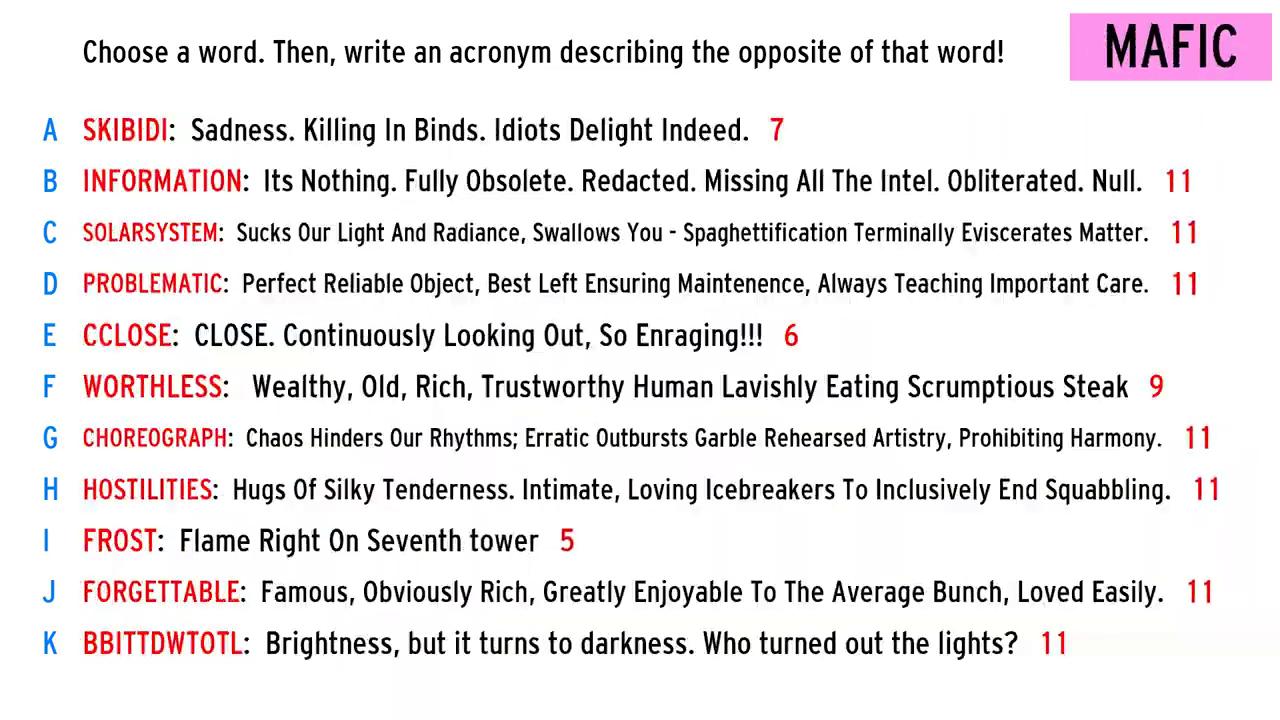 Choose a word. Then, write an acronym describing the opposite of that word!
MAFIC
A SKIBIDI: Sadness. Killing In Binds. Idiots Delight Indeed. 7
B INFORMATION: Its Nothing. Fully Obsolete. Redacted. Missing All The Intel. Obliterated. Null. 11
C SOLARSYSTEM: Sucks Our Light And Radiance, Swallows You - Spaghettification Terminally Eviscerates Matter. 11
D PROBLEMATIC: Perfect Reliable Object, Best Left Ensuring Maintenence, Always Teaching Important Care. 11
E CCLOSE: CLOSE. Continuously Looking Out, So Enraging!!! 6
F WORTHLESS: Wealthy, Old, Rich, Trustworthy Human Lavishly Eating Scrumptious Steak 9
G CHOREOGRAPH: Chaos Hinders Our Rhythms; Erratic Outbursts Garble Rehearsed Artistry, Prohibiting Harmony. 11
H HOSTILITIES: Hugs Of Silky Tenderness. Intimate, Loving Icebreakers To Inclusively End Squabbling. 11
I FROST: Flame Right On Seventh tower 5
J FORGETTABLE: Famous, Obviously Rich, Greatly Enjoyable To The Average Bunch, Loved Easily. 11
K BBITTDWTOTL: Brightness, but it turns to darkness. Who turned out the lights? 11